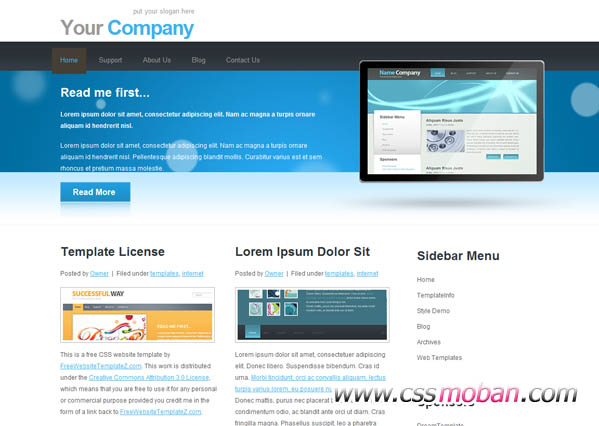 put your slogan here
Your Company
Home Support About Us Blog Contact Us
Read me first...
Lorem ipsum dolor sit amet, consectetur adipiscing elit. Nam ac magna a turpis ornare
aliquam id hendrerit nisl.
Lorem ipsum dolor sit amet, consectetur adipiscing elit. Nam ac magna a turpis ornare
aliquam id hendrerit nisl. Pellentesque adipiscing blandit mollis. Curabitur varius est sem
rhoncus et pretium massa molestie.
Read More
Name Company
Sidebar Menu
Aliquam Risus Justo
Aliquam Risus Justo
Sponsors
Template License
Posted by Owner | Filed under templates, internet
SUCCESSFUL WAY
READ ME FIRST...
This is a free CSS website template by
FreeWebsiteTemplateZ.com. This work is distributed
under the Creative Commons Attribution 3.0 License,
which means that you are free to use it for any personal
or commercial purpose provided you credit me in the
form of a link back to FreeWebsiteTemplateZ.com.
Lorem Ipsum Dolor Sit
Posted by Owner | Filed under templates, internet
Lorem ipsum dolor sit amet, consectetuer adipiscing
elit. Donec libero. Suspendisse bibendum. Cras id
urna. Morbi tincidunt, orci ac convallis aliquam, lectus
turpis varius lorem, eu posuere
Donec mattis, purus nec placerat
condimentum odio, ac blandit ante orci ut diam. Cras
fringilla magna. Phasellus suscipit, leo a pharetra
Sidebar Menu
Home
TemplateInfo
Style Demo
Blog
Archives
Web Templates
Sponsors
DreamTemplate
www.cssmoban.com